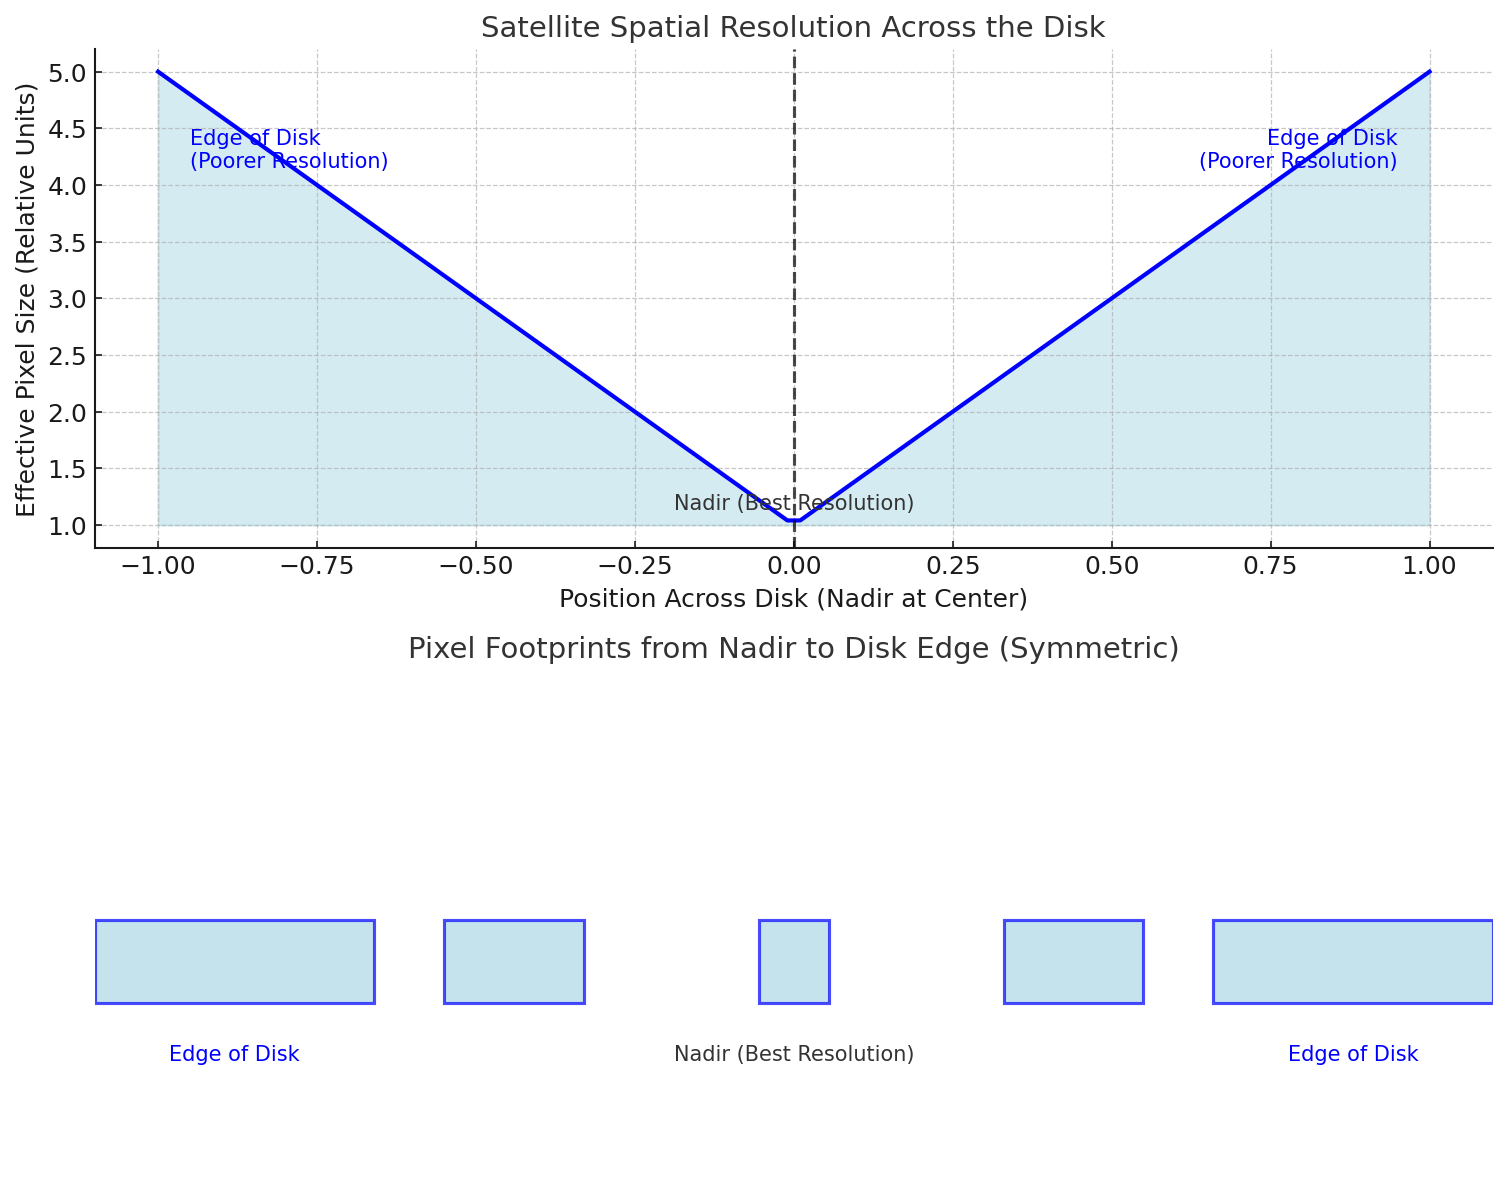 Satellite Spatial Resolution Across the Disk
Effective Pixel Size (Relative Units)
5.0
4.5
4.0
3.5
3.0
2.5
2.0
1.5
1.0
Edge of Disk
(Poorer Resolution)
Edge of Disk
(Poorer Resolution)
Nadir (Best Resolution)
−1.00 −0.75 −0.50 −0.25 0.00 0.25 0.50 0.75 1.00
Position Across Disk (Nadir at Center)
Pixel Footprints from Nadir to Disk Edge (Symmetric)
Edge of Disk
Nadir (Best Resolution)
Edge of Disk